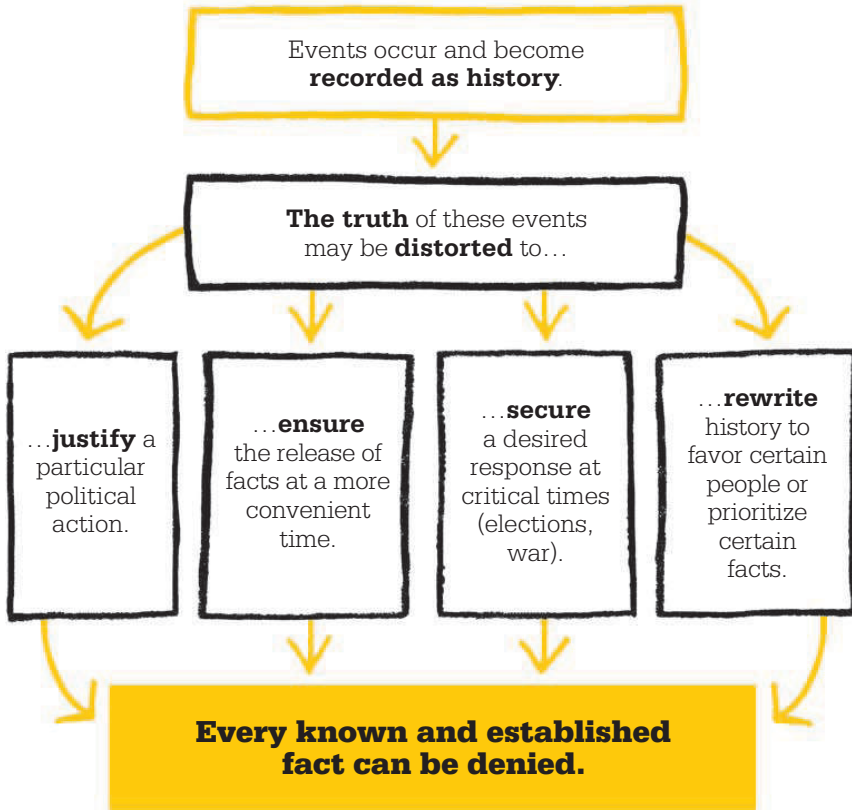 Events occur and become
recorded as history.
The truth of these events
may be distorted to…
…justify a
particular
political
action.
…ensure
the release of
facts at a more
convenient
time.
…secure
a desired
response at
critical times
(elections,
war).
…rewrite
history to
favor certain
people or
prioritize
certain
facts.
Every known and established
fact can be denied.